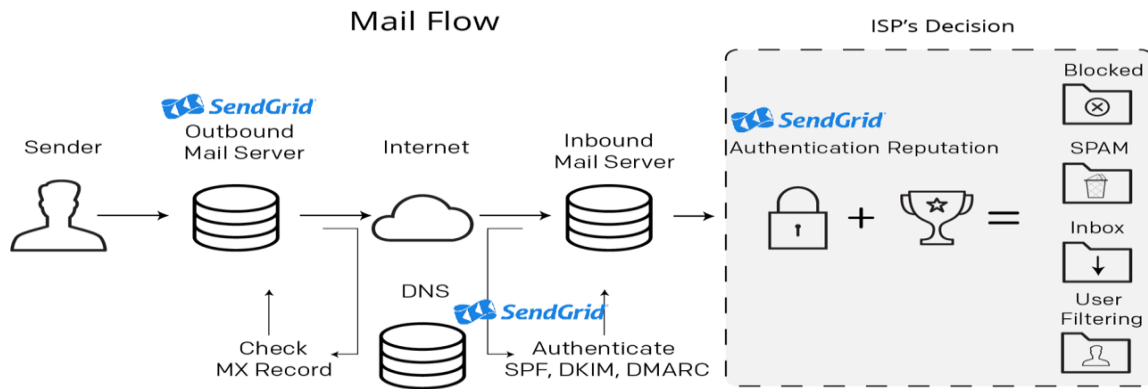 Mail Flow
ISP's Decision
Sender
SendGrid
Outbound
Mail Server
Internet
Inbound
Mail Server
DNS
SendGrid
Check
MX Record
Authenticate
SPF, DKIM, DMARC
SendGrid
Authentication Reputation
Blocked
SPAM
Inbox
User
Filtering